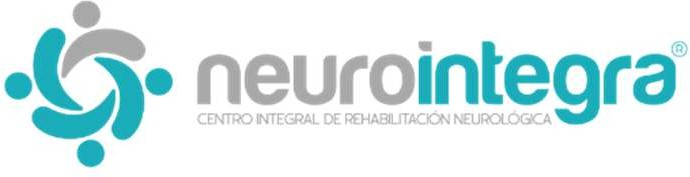 neurointegra®
CENTRO INTEGRAL DE REHABILITACIÓN NEUROLÓGICA